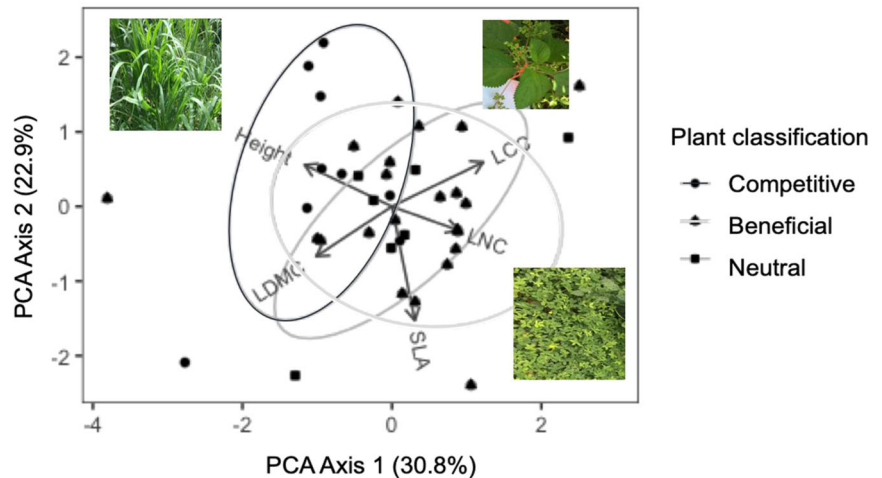 PCA Axis 2 (22.9%)
2
1
0
-1
-2
Height
LCC
LNC
LDMC
SLA
-4
-2
0
2
PCA Axis 1 (30.8%)
Plant classification
Competitive
Beneficial
Neutral